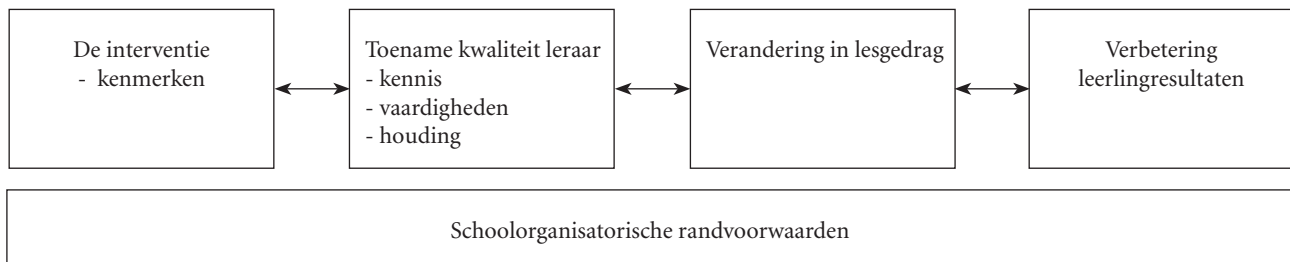 De interventie
- kenmerken
Toename kwaliteit leraar
- kennis
- vaardigheden
- houding
Verandering in lesgedrag
Verbetering
leerlingresultaten
Schoolorganisatorische randvoorwaarden